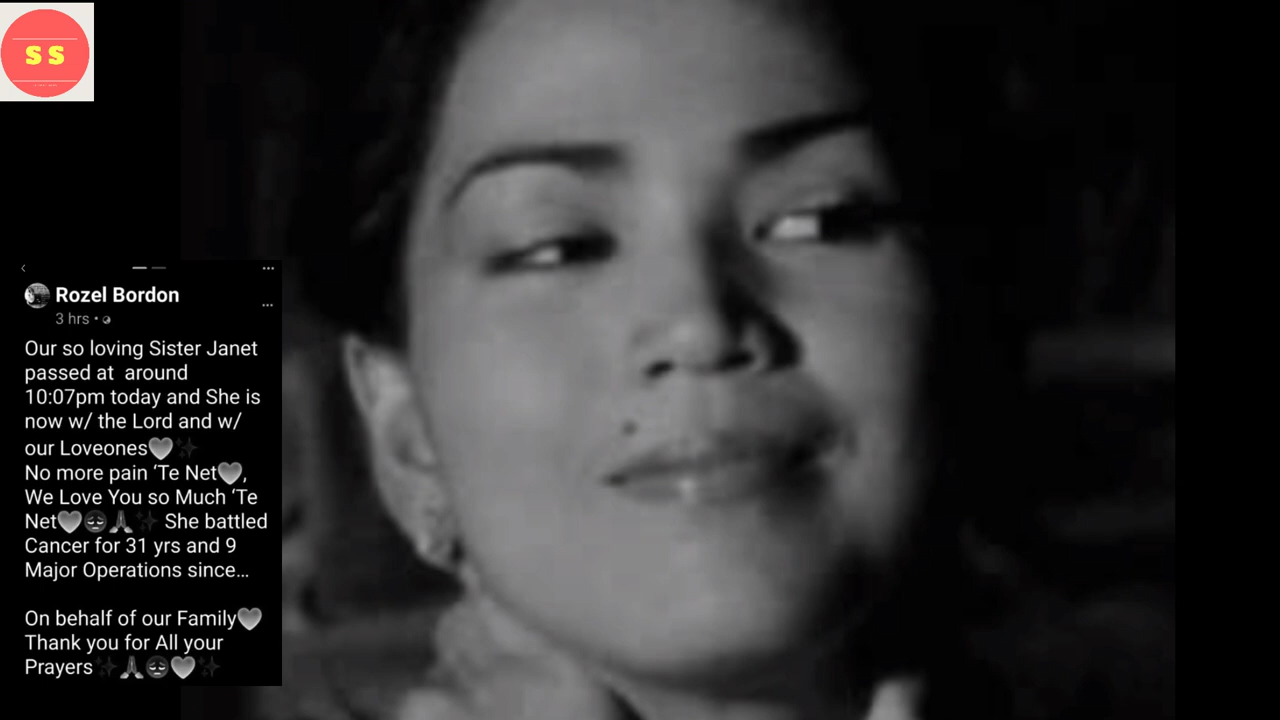 S S
Rozel Bordon
3 hrs •
Our so loving Sister Janet
passed at around
10:07pm today and She is
now w/ the Lord and w/
our Loveones🤍✨
No more pain ‘Te Net🤍,
We Love You so Much ‘Te
Net🤍😔🙏✨ She battled
Cancer for 31 yrs and 9
Major Operations since...
On behalf of our Family🤍
Thank you for All your
Prayers✨🙏😔🤍✨